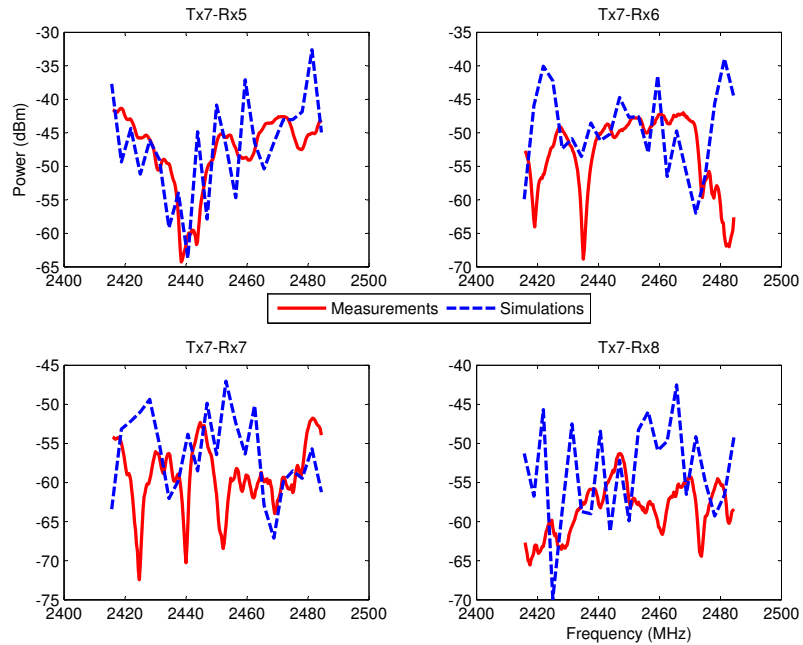 Tx7-Rx5
Tx7-Rx6
Power (dBm)
-30
-35
-40
-45
-50
-55
-60
-65
2400 2420 2440 2460 2480 2500
-35
-40
-45
-50
-55
-60
-65
-70
2400 2420 2440 2460 2480 2500
Measurements Simulations
Tx7-Rx7
Tx7-Rx8
-45
-50
-55
-60
-65
-70
-75
2400 2420 2440 2460 2480 2500
-40
-45
-50
-55
-60
-65
-70
2400 2420 2440 2460 2480 2500
Frequency (MHz)